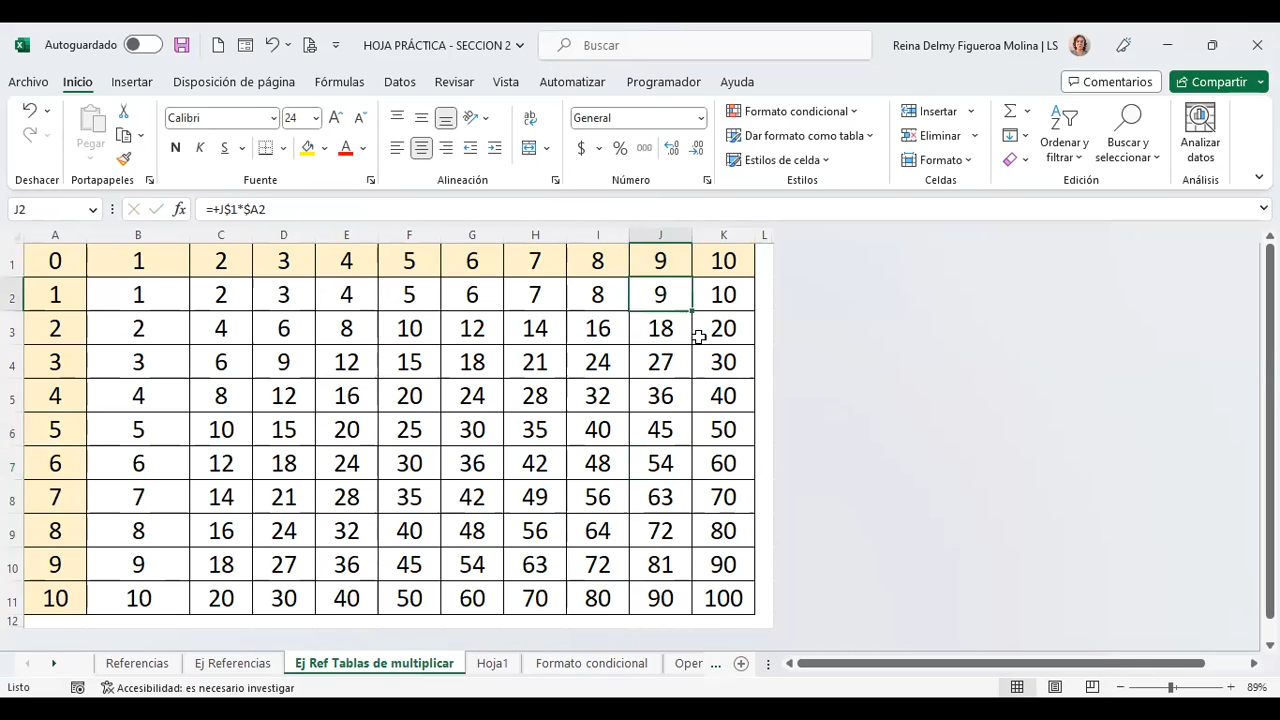 Autoguardado HOJA PRÁCTICA - SECCION 2 Buscar Reina Delmy Figueroa Molina | LS
Archivo Inicio Insertar Disposición de página Fórmulas Datos Revisar Vista Automatizar Programador Ayuda Comentarios Compartir
Pegar Calibri 24 General Formato condicional Insertar
N K S $ % 000 Dar formato como tabla Eliminar Ordenar y filtrar Buscar y seleccionar Analizar datos
Estilos de celda Formato
Deshacer Portapapeles Fuente Alineación Número Estilos Celdas Edición Análisis
J2 fx =+J$1*$A2
A B C D E F G H I J K L
1 0 1 2 3 4 5 6 7 8 9 10
2 1 1 2 3 4 5 6 7 8 9 10
3 2 2 4 6 8 10 12 14 16 18 20
4 3 3 6 9 12 15 18 21 24 27 30
5 4 4 8 12 16 20 24 28 32 36 40
6 5 5 10 15 20 25 30 35 40 45 50
7 6 6 12 18 24 30 36 42 48 54 60
8 7 7 14 21 28 35 42 49 56 63 70
9 8 8 16 24 32 40 48 56 64 72 80
10 9 9 18 27 36 45 54 63 72 81 90
11 10 10 20 30 40 50 60 70 80 90 100
12
Referencias Ej Referencias Ej Ref Tablas de multiplicar Hoja1 Formato condicional Oper ...
Listo Accesibilidad: es necesario investigar 89%